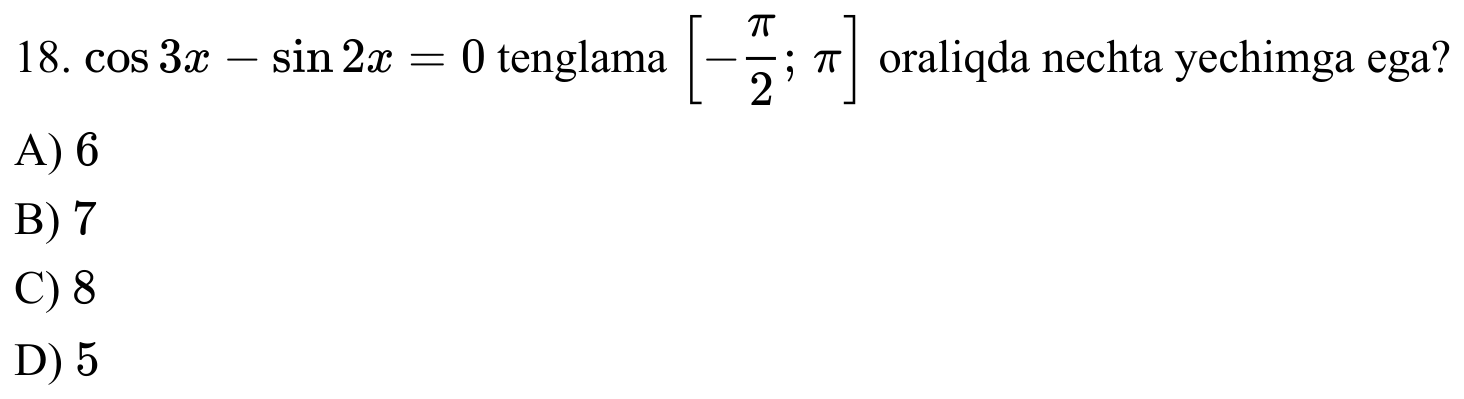 18. cos 3x − sin 2x = 0 tenglama [−π/2; π] oraliqda nechta yechimga ega?
A) 6
B) 7
C) 8
D) 5